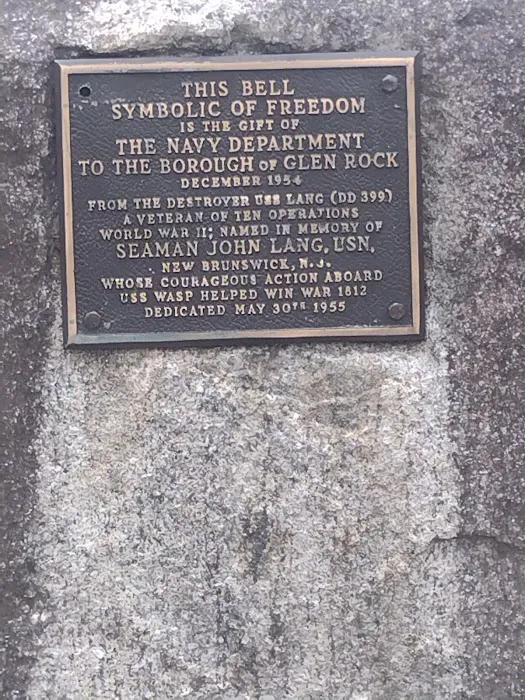 THIS BELL
SYMBOLIC OF FREEDOM
IS THE GIFT OF
THE NAVY DEPARTMENT
TO THE BOROUGH OF GLEN ROCK
DECEMBER 1954
FROM THE DESTROYER USS LANG (DD 399)
A VETERAN OF TEN OPERATIONS
WORLD WAR II; NAMED IN MEMORY OF
SEAMAN JOHN LANG, USN,
NEW BRUNSWICK, N.J.
WHOSE COURAGEOUS ACTION ABOARD
USS WASP HELPED WIN WAR 1812
DEDICATED MAY 30TH 1955